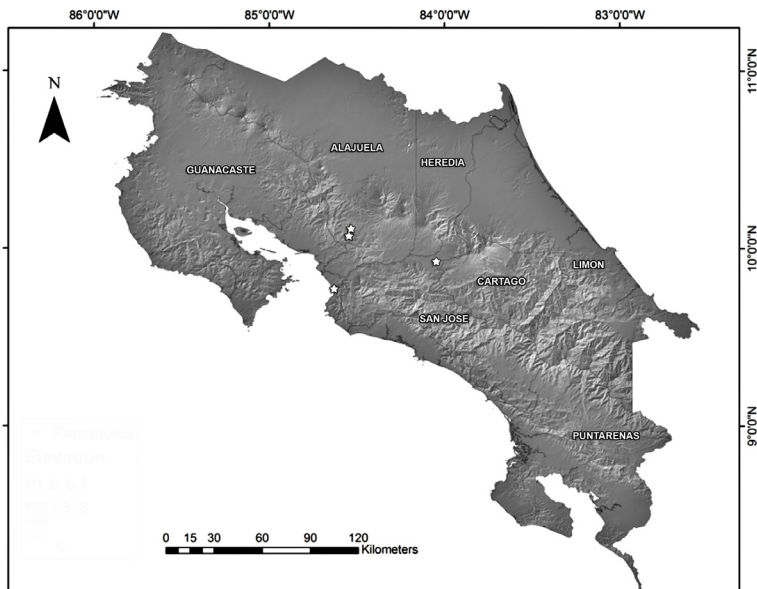 86°0'0"W 85°0'0"W 84°0'0"W 83°0'0"W
11°0'0"N
N
ALAJUELA
HEREDIA
GUANACASTE
10°0'0"N
LIMON
CARTAGO
SAN JOSE
9°0'0"N
PUNTARENAS
0 15 30 60 90 120
Kilometers